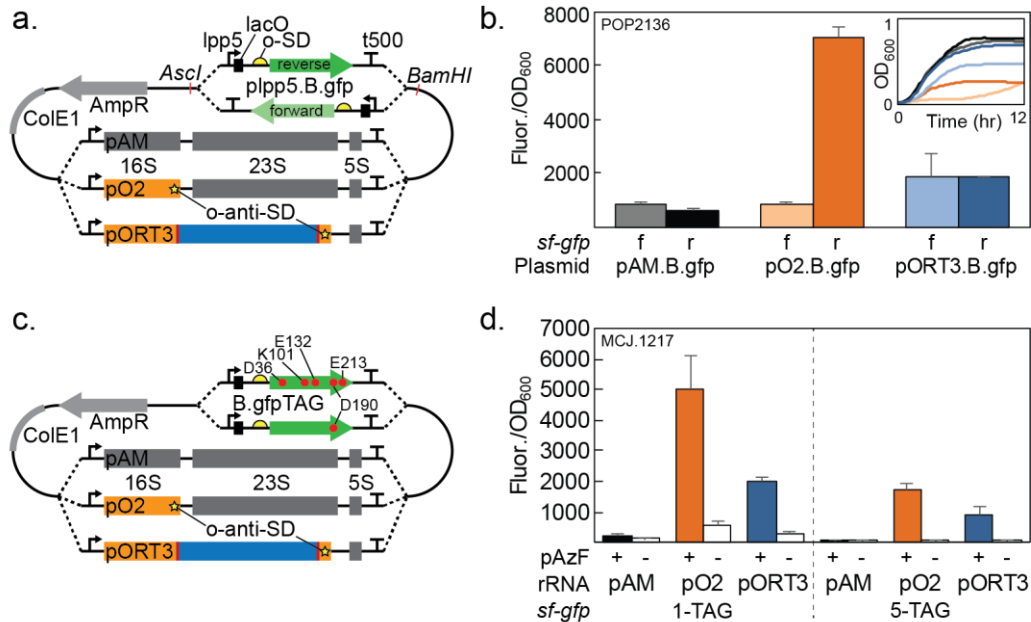 a.
lacO
lpp5
o-SD
t500
AscI
reverse
BamHI
plpp5.B.gfp
forward
AmpR
ColE1
pAM
16S 23S 5S
pO2
o-anti-SD
pORT3
b.
POP2136
Fluor./OD600
8000
6000
4000
2000
OD600
1
0
0 12
Time (hr)
sf-gfp f r f r f r
Plasmid pAM.B.gfp pO2.B.gfp pORT3.B.gfp
c.
E132
K101
D36
E213
B.gfpTAG
D190
AmpR
ColE1
pAM
16S 23S 5S
pO2
o-anti-SD
pORT3
d.
MCJ.1217
Fluor./OD600
7000
6000
5000
4000
3000
2000
1000
0
pAzF + - + - + - + - + - + -
rRNA pAM pO2 pORT3 pAM pO2 pORT3
sf-gfp 1-TAG 5-TAG